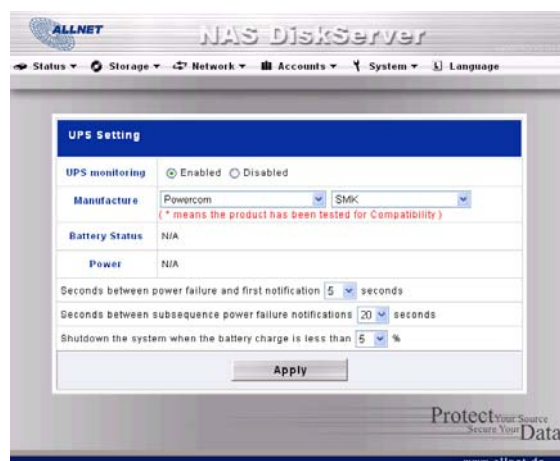 ALLNET
NAS DiskServer
Status Storage Network Accounts System Language
UPS Setting
UPS monitoring Enabled Disabled
Manufacture Powercom SMK
( * means the product has been tested for Compatibility )
Battery Status N/A
Power N/A
Seconds between power failure and first notification 5 seconds
Seconds between subsequence power failure notifications 20 seconds
Shutdown the system when the battery charge is less than 5 %
Apply
Protect Your Source
Secure Your Data
www.allnet.de